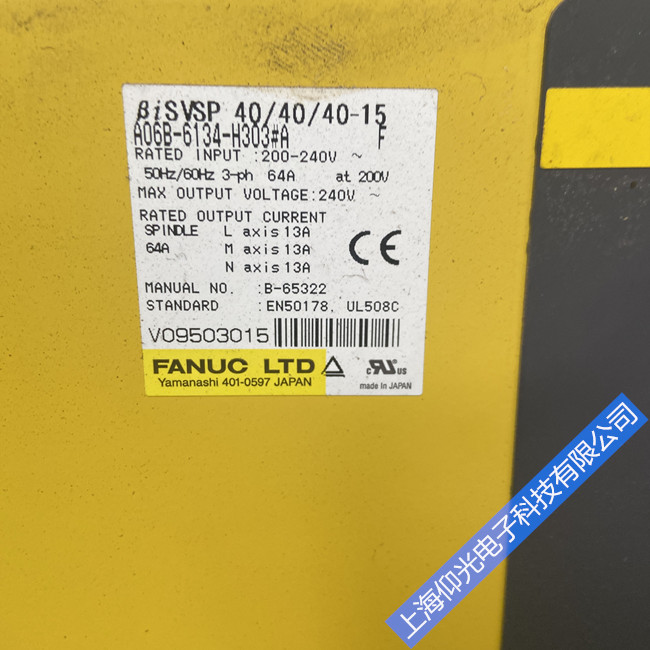 βiSVSP 40/40/40-15
A06B-6134-H303#A F
RATED INPUT :200-240V ~
50Hz/60Hz 3-ph 64A at 200V
MAX OUTPUT VOLTAGE:240V ~
RATED OUTPUT CURRENT
SPINDLE L axis 13A
64A M axis 13A
N axis 13A
CE
MANUAL NO. :B-65322
STANDARD :EN50178, UL508C
V09503015
FANUC LTD
Yamanashi 401-0597 JAPAN
c RU US
made in JAPAN
上海仰光电子科技有限公司